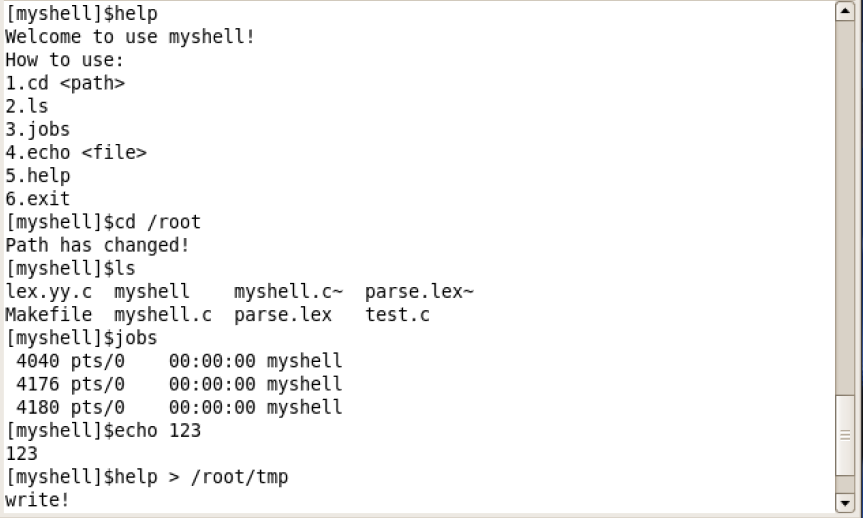 [myshell]$help
Welcome to use myshell!
How to use:
1.cd <path>
2.ls
3.jobs
4.echo <file>
5.help
6.exit
[myshell]$cd /root
Path has changed!
[myshell]$ls
lex.yy.c  myshell    myshell.c~  parse.lex~
Makefile  myshell.c  parse.lex   test.c
[myshell]$jobs
 4040 pts/0    00:00:00 myshell
 4176 pts/0    00:00:00 myshell
 4180 pts/0    00:00:00 myshell
[myshell]$echo 123
123
[myshell]$help > /root/tmp
write!